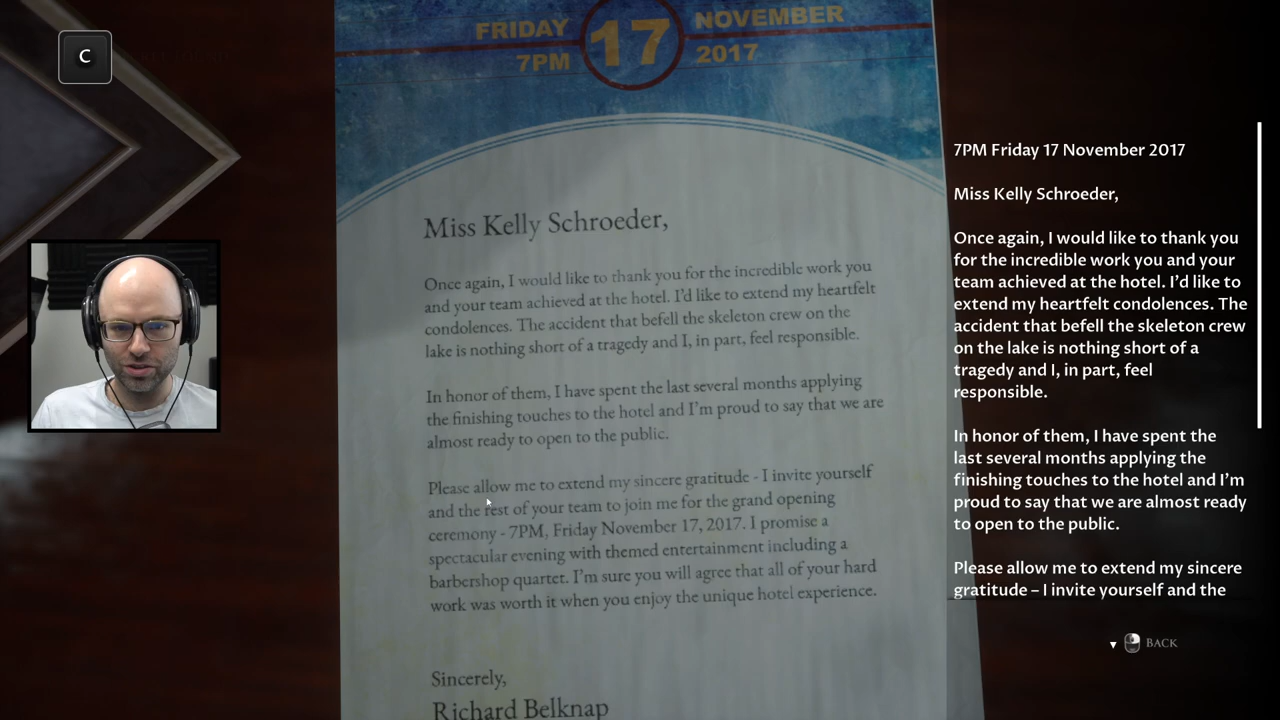 C
FRIDAY
7PM
17
NOVEMBER
2017
Miss Kelly Schroeder,
Once again, I would like to thank you for the incredible work you
and your team achieved at the hotel. I'd like to extend my heartfelt
condolences. The accident that befell the skeleton crew on the
lake is nothing short of a tragedy and I, in part, feel responsible.
In honor of them, I have spent the last several months applying
the finishing touches to the hotel and I'm proud to say that we are
almost ready to open to the public.
Please allow me to extend my sincere gratitude - I invite yourself
and the rest of your team to join me for the grand opening
ceremony - 7PM, Friday November 17, 2017. I promise a
spectacular evening with themed entertainment including a
barbershop quartet. I'm sure you will agree that all of your hard
work was worth it when you enjoy the unique hotel experience.
Sincerely,
Richard Belknap
7PM Friday 17 November 2017
Miss Kelly Schroeder,
Once again, I would like to thank you
for the incredible work you and your
team achieved at the hotel. I'd like to
extend my heartfelt condolences. The
accident that befell the skeleton crew
on the lake is nothing short of a
tragedy and I, in part, feel
responsible.
In honor of them, I have spent the
last several months applying the
finishing touches to the hotel and I'm
proud to say that we are almost ready
to open to the public.
Please allow me to extend my sincere
gratitude – I invite yourself and the
BACK